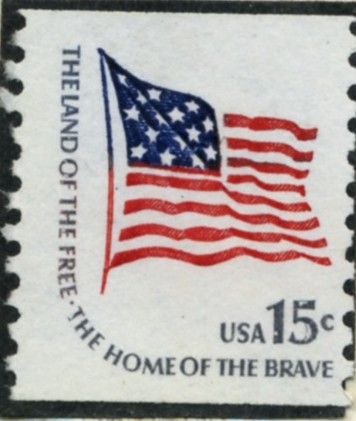 THE LAND OF THE FREE · THE HOME OF THE BRAVE
USA 15c